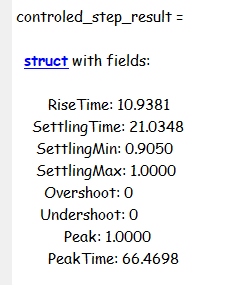 controled_step_result =
struct with fields:
RiseTime: 10.9381
SettlingTime: 21.0348
SettlingMin: 0.9050
SettlingMax: 1.0000
Overshoot: 0
Undershoot: 0
Peak: 1.0000
PeakTime: 66.4698